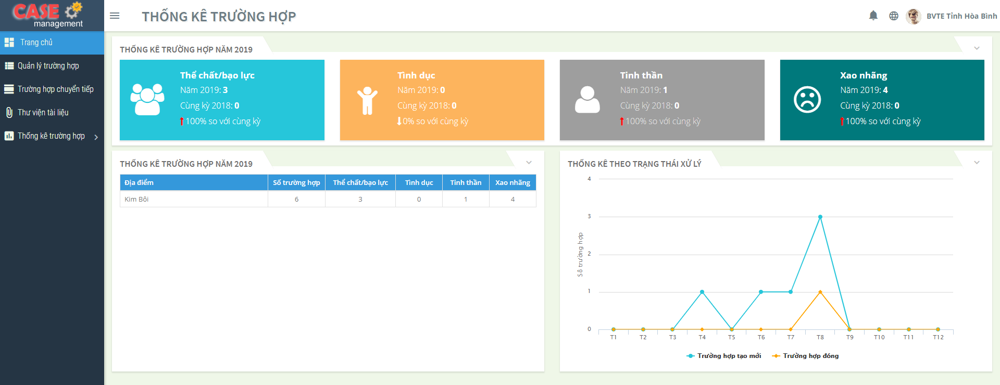 CASE
management
THỐNG KÊ TRƯỜNG HỢP
BVTE Tỉnh Hòa Bình
Trang chủ
Quản lý trường hợp
Trường hợp chuyển tiếp
Thư viện tài liệu
Thống kê trường hợp
THỐNG KÊ TRƯỜNG HỢP NĂM 2019
Thể chất/bạo lực
Năm 2019: 3
Cùng kỳ 2018: 0
100% so với cùng kỳ
Tình dục
Năm 2019: 0
Cùng kỳ 2018: 0
0% so với cùng kỳ
Tinh thần
Năm 2019: 1
Cùng kỳ 2018: 0
100% so với cùng kỳ
Xao nhãng
Năm 2019: 4
Cùng kỳ 2018: 0
100% so với cùng kỳ
THỐNG KÊ TRƯỜNG HỢP NĂM 2019
Địa điểm Số trường hợp Thể chất/bạo lực Tình dục Tinh thần Xao nhãng
Kim Bôi 6 3 0 1 4
THỐNG KÊ THEO TRẠNG THÁI XỬ LÝ
4
3
2
1
0
Số trường hợp
T1 T2 T3 T4 T5 T6 T7 T8 T9 T10 T11 T12
Trường hợp tạo mới Trường hợp đóng